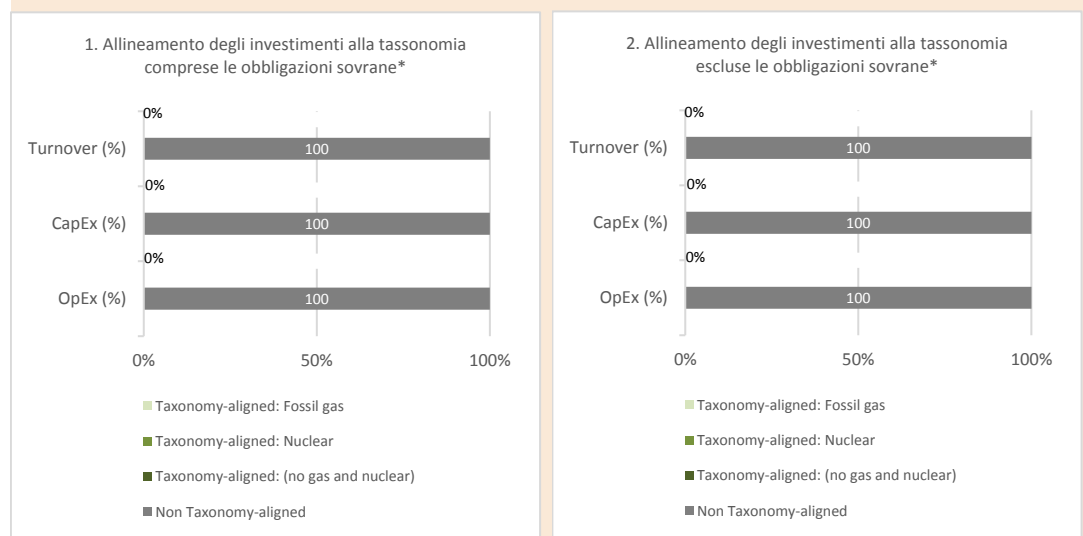 1. Allineamento degli investimenti alla tassonomia
comprese le obbligazioni sovrane*
0%
Turnover (%)
100
0%
CapEx (%)
100
0%
OpEx (%)
100
0%
50%
100%
Taxonomy-aligned: Fossil gas
Taxonomy-aligned: Nuclear
Taxonomy-aligned: (no gas and nuclear)
Non Taxonomy-aligned
2. Allineamento degli investimenti alla tassonomia
escluse le obbligazioni sovrane*
0%
Turnover (%)
100
0%
CapEx (%)
100
0%
OpEx (%)
100
0%
50%
100%
Taxonomy-aligned: Fossil gas
Taxonomy-aligned: Nuclear
Taxonomy-aligned: (no gas and nuclear)
Non Taxonomy-aligned